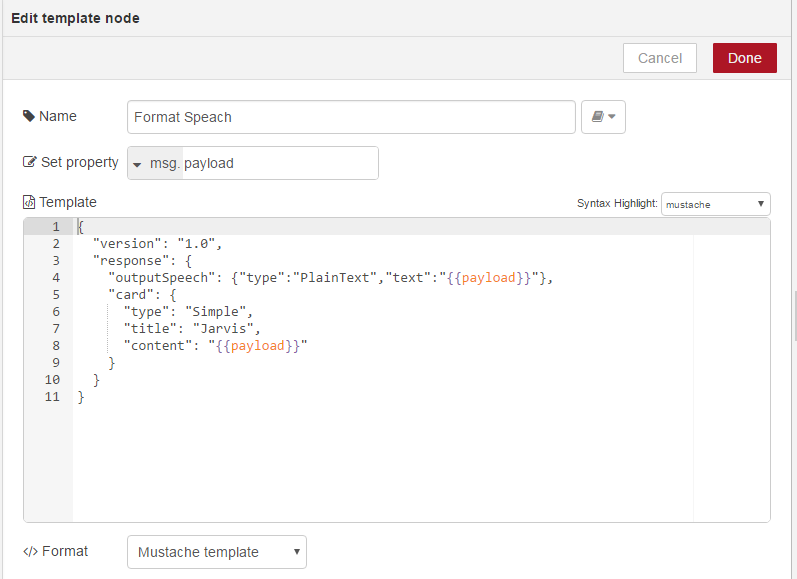 Edit template node
Cancel Done
Name Format Speach
Set property msg. payload
Template Syntax Highlight: mustache
1 {
2 "version": "1.0",
3 "response": {
4 "outputSpeech": {"type":"PlainText","text":"{{payload}}"},
5 "card": {
6 "type": "Simple",
7 "title": "Jarvis",
8 "content": "{{payload}}"
9 }
10 }
11 }
</> Format Mustache template